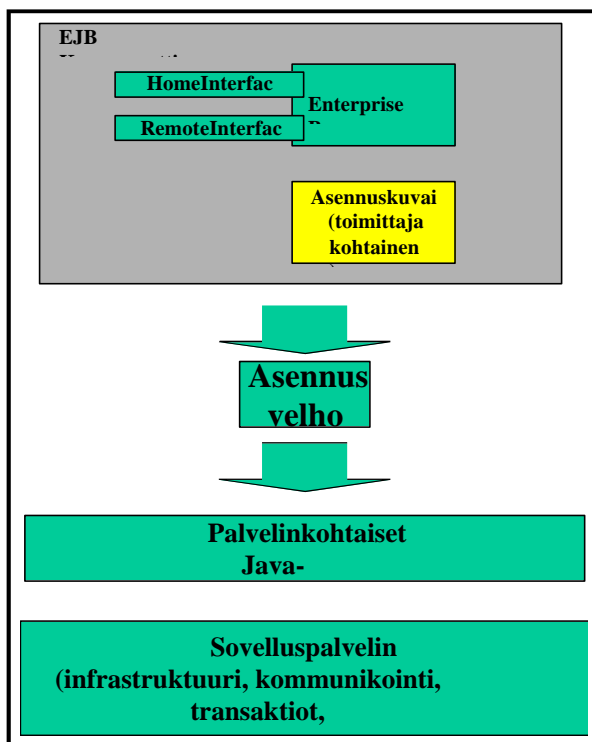 EJB
HomeInterfac
Enterprise
RemoteInterfac
Asennuskuvai
(toimittaja
kohtainen
Asennus
velho
Palvelinkohtaiset
Java-
Sovelluspalvelin
(infrastruktuuri, kommunikointi,
transaktiot,